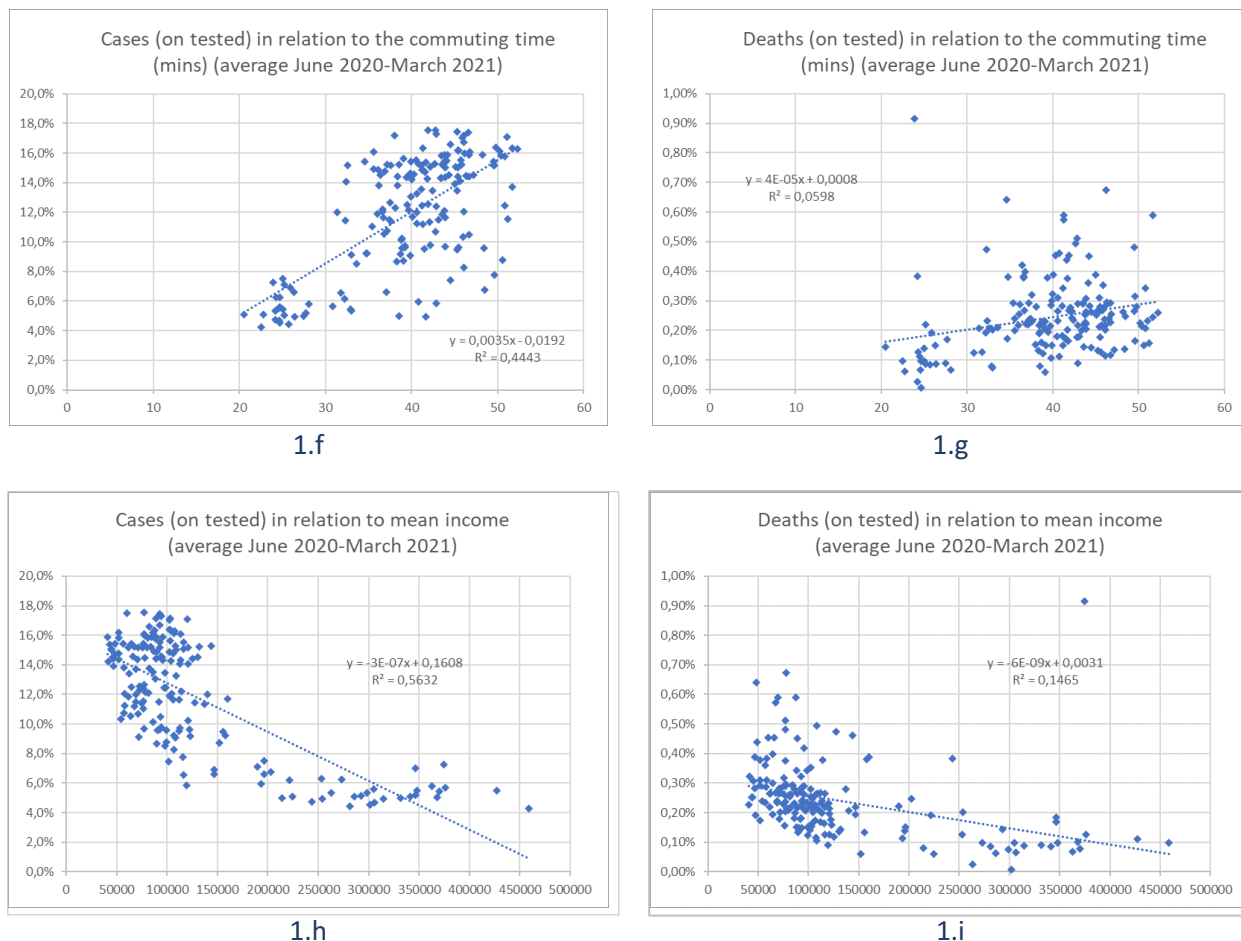 Cases (on tested) in relation to the commuting time
(mins) (average June 2020-March 2021)
20,0%
18,0%
16,0%
14,0%
12,0%
10,0%
8,0%
6,0%
4,0%
2,0%
0,0%
y = 0,0035x - 0,0192
R² = 0,4443
0 10 20 30 40 50 60
1.f
Deaths (on tested) in relation to the commuting time
(mins) (average June 2020-March 2021)
1,00%
0,90%
0,80%
0,70%
0,60%
0,50%
0,40%
0,30%
0,20%
0,10%
0,00%
y = 4E-05x + 0,0008
R² = 0,0598
0 10 20 30 40 50 60
1.g
Cases (on tested) in relation to mean income
(average June 2020-March 2021)
20,0%
18,0%
16,0%
14,0%
12,0%
10,0%
8,0%
6,0%
4,0%
2,0%
0,0%
y = -3E-07x + 0,1608
R² = 0,5632
0 50000 100000 150000 200000 250000 300000 350000 400000 450000 500000
1.h
Deaths (on tested) in relation to mean income
(average June 2020-March 2021)
1,00%
0,90%
0,80%
0,70%
0,60%
0,50%
0,40%
0,30%
0,20%
0,10%
0,00%
y = -6E-09x + 0,0031
R² = 0,1465
0 50000 100000 150000 200000 250000 300000 350000 400000 450000 500000
1.i